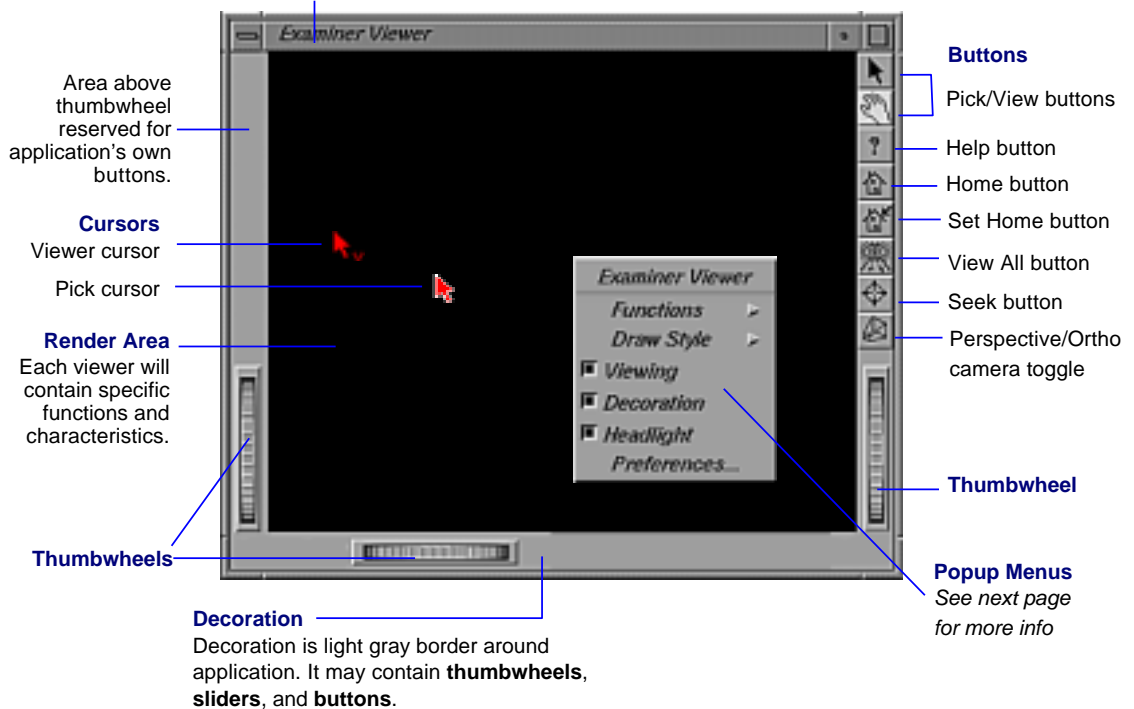 Examiner Viewer
Area above
thumbwheel
reserved for
application's own
buttons.
Cursors
Viewer cursor
Pick cursor
Render Area
Each viewer will
contain specific
functions and
characteristics.
Thumbwheels
V
Examiner Viewer
Functions
Draw Style
Viewing
Decoration
Headlight
Preferences...
Buttons
Pick/View buttons
?
Help button
Home button
Set Home button
View All button
Seek button
Perspective/Ortho
camera toggle
Thumbwheel
Popup Menus
See next page
for more info
Decoration
Decoration is light gray border around
application. It may contain thumbwheels,
sliders, and buttons.